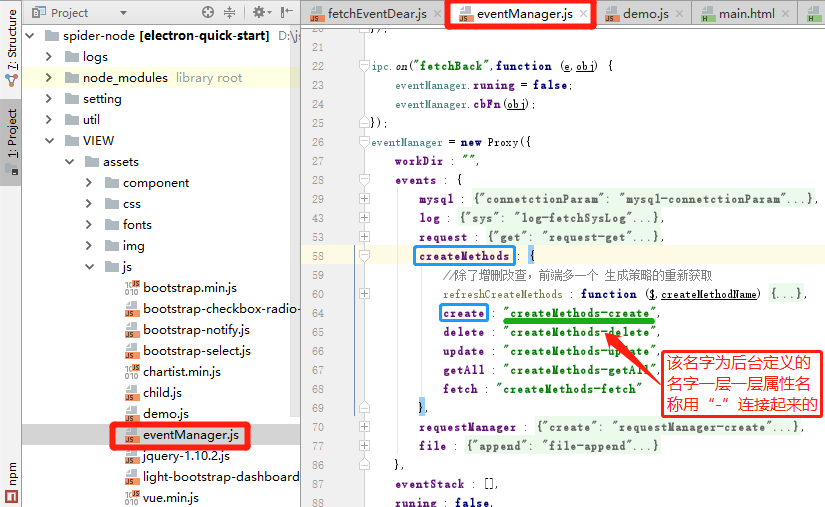 Project
fetchEventDear.js
eventManager.js
demo.js
main.html
Z: Structure
1: Project
npm
spider-node [electron-quick-start] D:\js
logs
node_modules library root
setting
util
VIEW
assets
component
css
fonts
img
js
bootstrap.min.js
bootstrap-checkbox-radio-
bootstrap-notify.js
bootstrap-select.js
chartist.min.js
child.js
demo.js
eventManager.js
jquery-1.10.2.js
light-bootstrap-dashboard
vue.min.js
20 });
21
22 ipc.on("fetchBack",function (e,obj) {
23 eventManager.runing = false;
24 eventManager.cbFn(obj);
25 });
26 eventManager = new Proxy({
27 workDir : "",
28 events : {
29 mysql : {"connetctionParam": "mysql-connetctionParam"...},
43 log : {"sys": "log-fetchSysLog"...},
53 request : {"get": "request-get"...},
58 createMethods : {
59 //除了增删改查，前端多一个 生成策略的重新获取
60 refreshCreateMethods : function ($,createMethodName) {...},
64 create : "createMethods-create",
65 delete : "createMethods-delete",
66 update : "createMethods-update",
67 getAll : "createMethods-getAll",
68 fetch : "createMethods-fetch"
69 },
70 requestManager : {"create": "requestManager-create"...},
77 file : {"append": "file-append"...}
86 },
87 eventStack : [],
88 runing : false,
该名字为后台定义的
名字一层一层属性名
称用“-”连接起来的